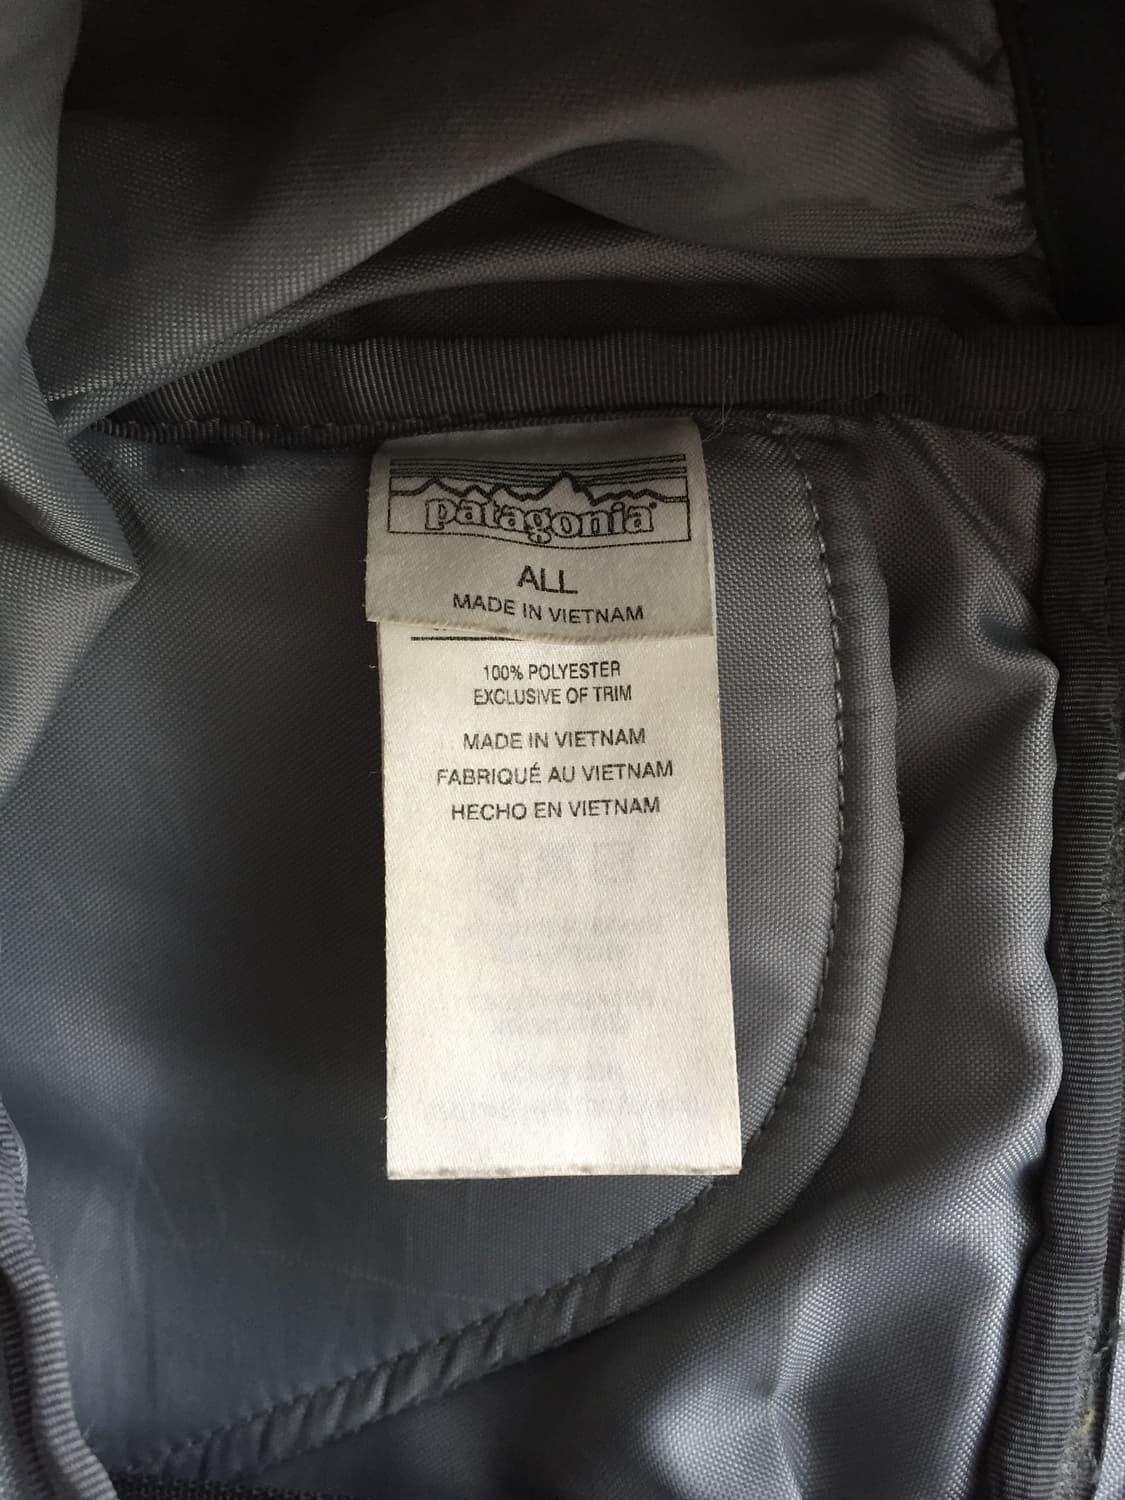 patagonia®
ALL
MADE IN VIETNAM
100% POLYESTER
EXCLUSIVE OF TRIM
MADE IN VIETNAM
FABRIQUÉ AU VIETNAM
HECHO EN VIETNAM